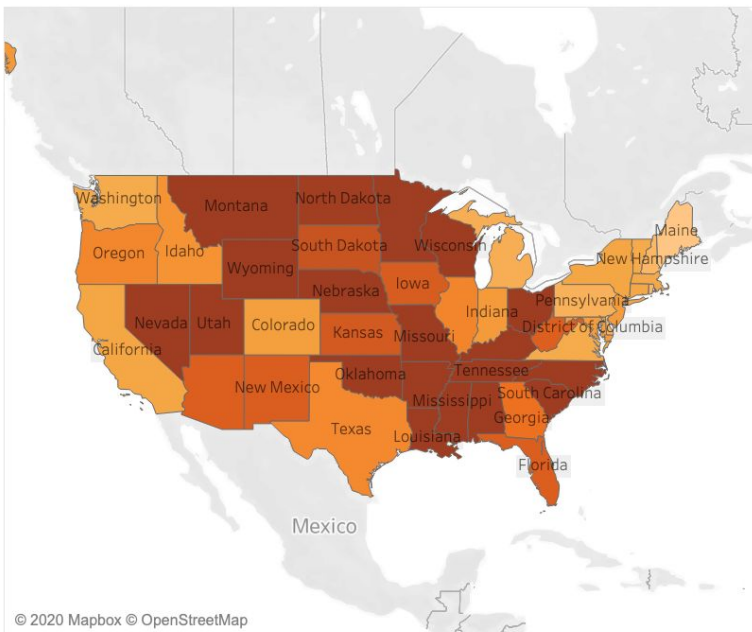 Washington
Montana
North Dakota
Maine
Oregon
Idaho
South Dakota
Wisconsin
New Hampshire
Wyoming
Iowa
Nebraska
Pennsylvania
Nevada
Utah
Colorado
Indiana
District of Columbia
California
Kansas
Missouri
Oklahoma
Tennessee
New Mexico
Mississippi
South Carolina
Georgia
Texas
Louisiana
Florida
Mexico
© 2020 Mapbox © OpenStreetMap